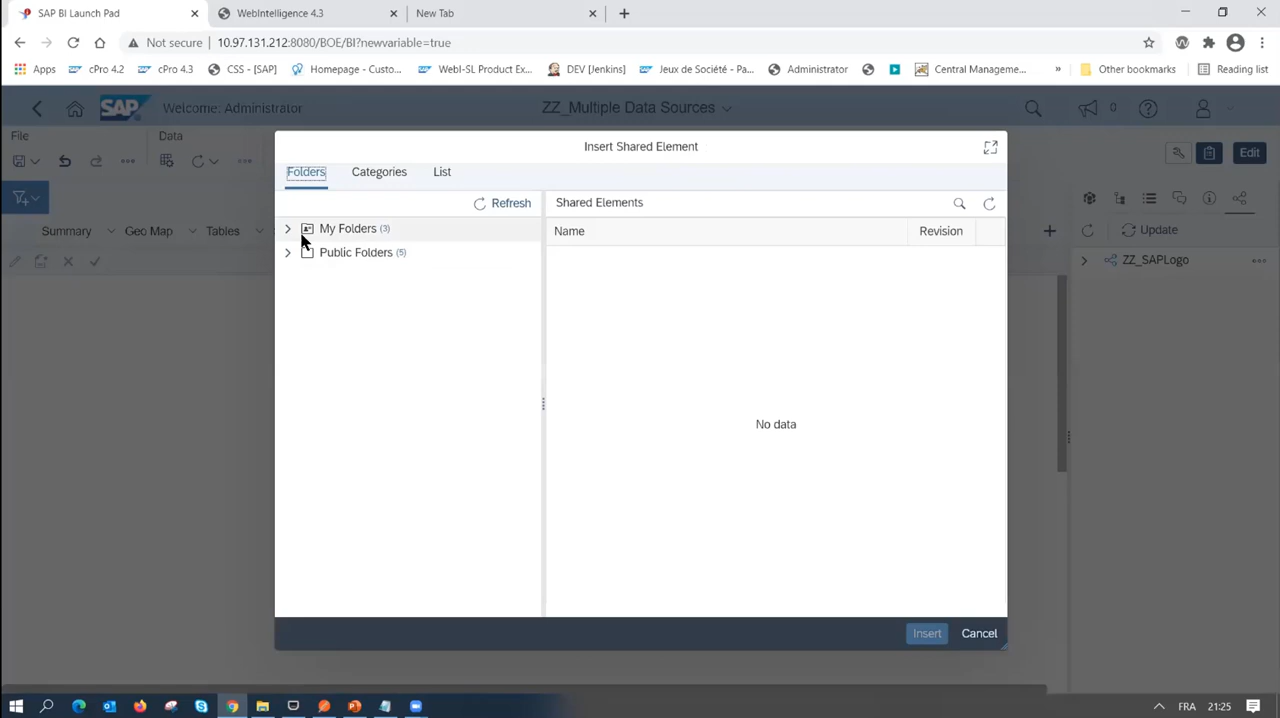 SAP BI Launch Pad
WebIntelligence 4.3
New Tab
Not secure
10.97.131.212:8080/BOE/BI?newvariable=true
Apps
cPro 4.2
cPro 4.3
CSS - [SAP]
Homepage - Custo...
WebI-SL Product Ex...
DEV [Jenkins]
Jeux de Société - Pa...
Administrator
Central Manageme...
»
Other bookmarks
Reading list
SAP
Welcome: Administrator
ZZ_Multiple Data Sources
0
File
Data
Insert Shared Element
Edit
Folders
Categories
List
Refresh
Shared Elements
My Folders (3)
Name
Revision
Public Folders (5)
Summary
Geo Map
Tables
Update
ZZ_SAPLogo
No data
Insert
Cancel
FRA
21:25